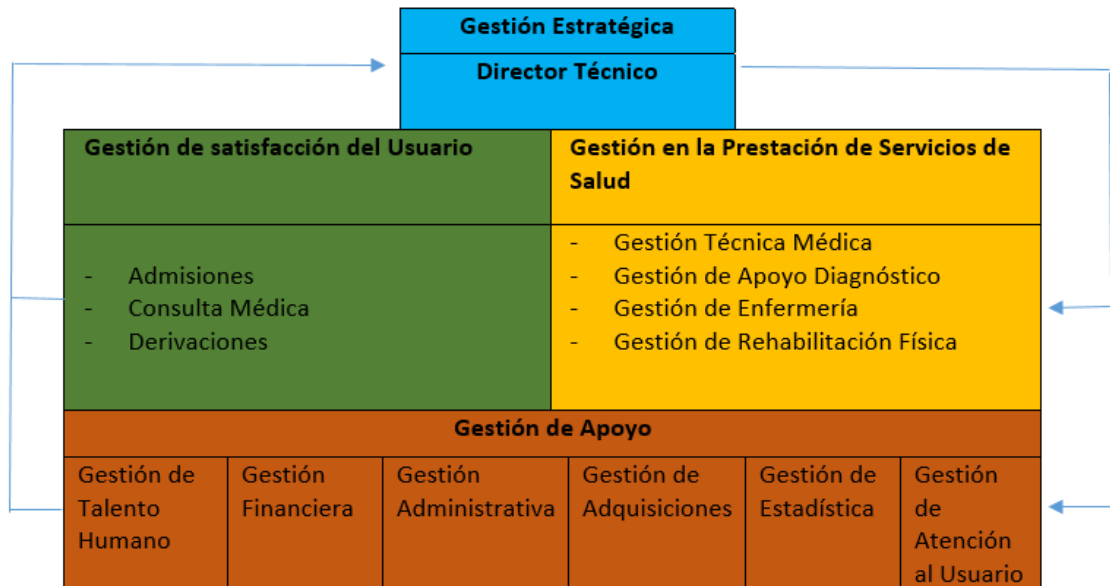 Gestión Estratégica
Director Técnico
Gestión de satisfacción del Usuario
Gestión en la Prestación de Servicios de
Salud
- Admisiones
- Consulta Médica
- Derivaciones
- Gestión Técnica Médica
- Gestión de Apoyo Diagnóstico
- Gestión de Enfermería
- Gestión de Rehabilitación Física
Gestión de Apoyo
Gestión de
Talento
Humano
Gestión
Financiera
Gestión
Administrativa
Gestión de
Adquisiciones
Gestión de
Estadística
Gestión
de
Atención
al Usuario